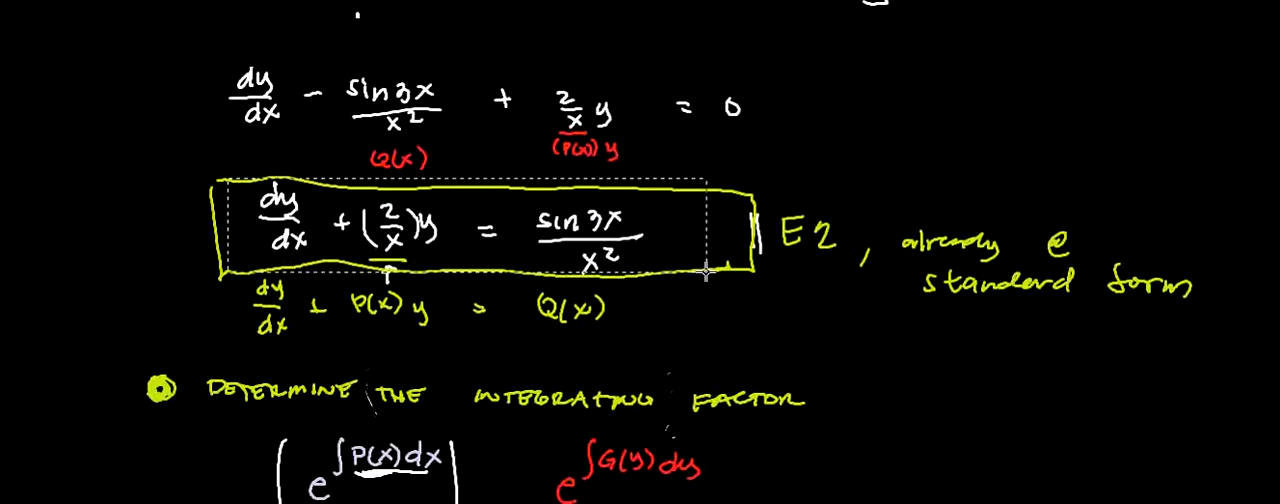 dy/dx - sin3x/x² + 2/x y = 0
Q(x) (P(x)) y
dy/dx + (2/x)y = sin3x/x² E2, already @ standard form
dy/dx + P(x) y = Q(x)
DETERMINE THE INTEGRATING FACTOR
e^∫P(x)dx e^∫G(y)dy